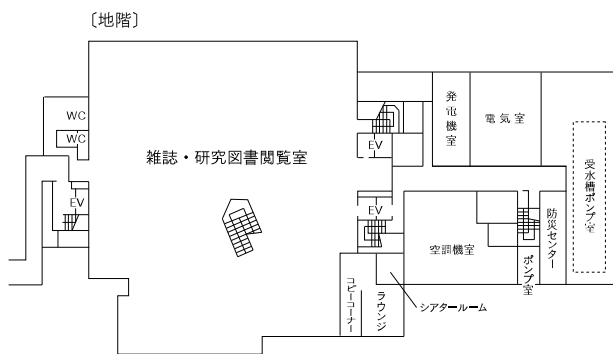 〔地階〕
WC
WC
EV
雑誌・研究図書閲覧室
EV
EV
発電機室
電気室
受水槽ポンプ室
空調機室
防災センター
ポンプ室
コピーコーナー
ラウンジ
シアタールーム